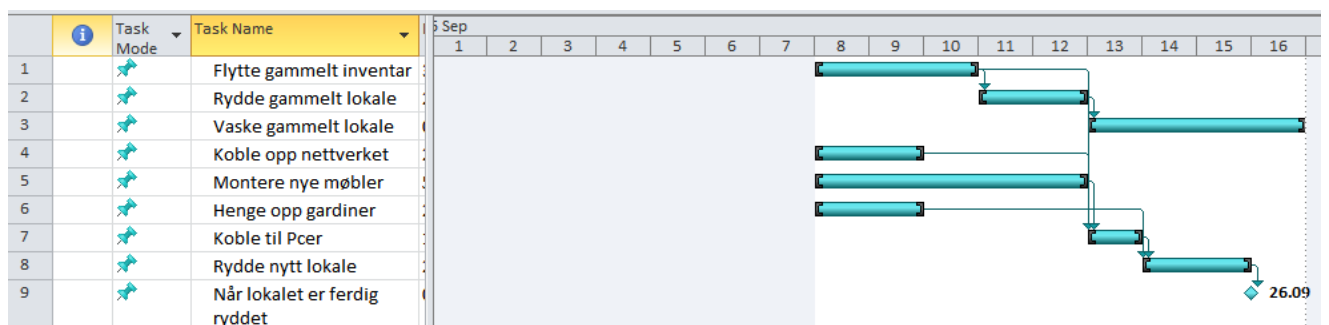 Task Mode
Task Name
5 Sep
1 2 3 4 5 6 7 8 9 10 11 12 13 14 15 16
1 Flytte gammelt inventar
2 Rydde gammelt lokale
3 Vaske gammelt lokale
4 Koble opp nettverket
5 Montere nye møbler
6 Henge opp gardiner
7 Koble til Pcer
8 Rydde nytt lokale
9 Når lokalet er ferdig
ryddet
26.09